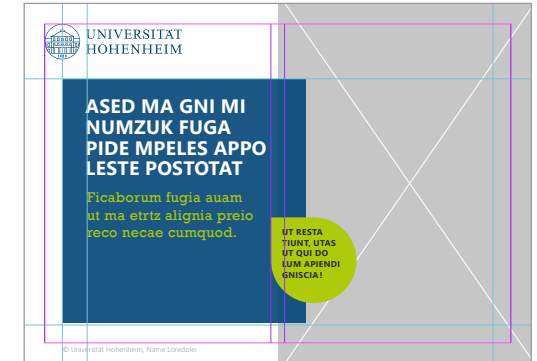 UNIVERSITÄT
HOHENHEIM
1818
ASED MA GNI MI
NUMZUK FUGA
PIDE MPELES APPO
LESTE POSTOTAT
Ficaborum fugia auam
ut ma etrtz alignia preio
reco necae cumquod.
UT RESTA
TIUNT, UTAS
UT QUI DO
LUM APIENDI
GNISCIA!
© Universität Hohenheim, Name Loredolei